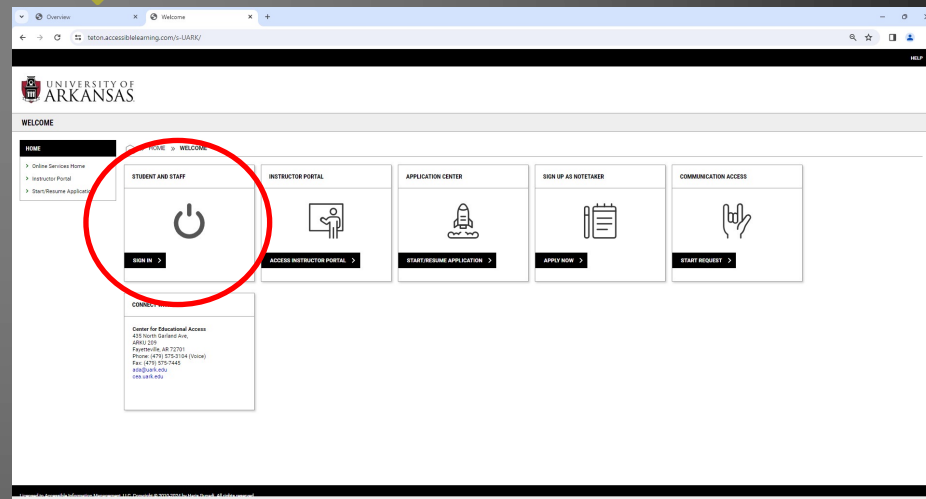 Overview
Welcome
teton.accessiblelearning.com/s-UARK/
HELP
UNIVERSITY OF
ARKANSAS
WELCOME
HOME
Online Services Home
Instructor Portal
Start/Resume Application
HOME » WELCOME
STUDENT AND STAFF
SIGN IN
INSTRUCTOR PORTAL
ACCESS INSTRUCTOR PORTAL
APPLICATION CENTER
START/RESUME APPLICATION
SIGN UP AS NOTETAKER
APPLY NOW
COMMUNICATION ACCESS
START REQUEST
CONNECT
Center for Educational Access
435 North Garland Ave,
ARKU 209
Fayetteville, AR 72701
Phone: (479) 575-3104 (Voice)
Fax: (479) 575-7445
ada@uark.edu
cea.uark.edu